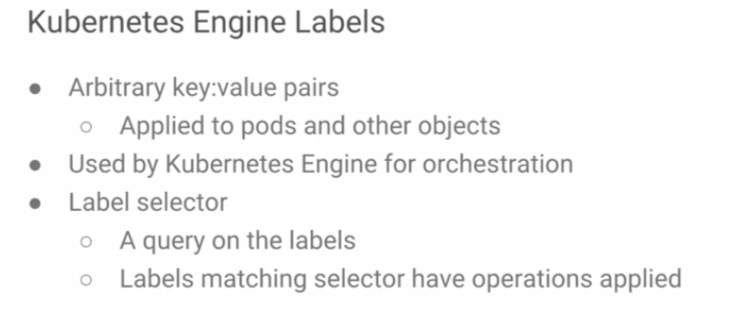 Kubernetes Engine Labels
● Arbitrary key:value pairs
○ Applied to pods and other objects
● Used by Kubernetes Engine for orchestration
● Label selector
○ A query on the labels
○ Labels matching selector have operations applied